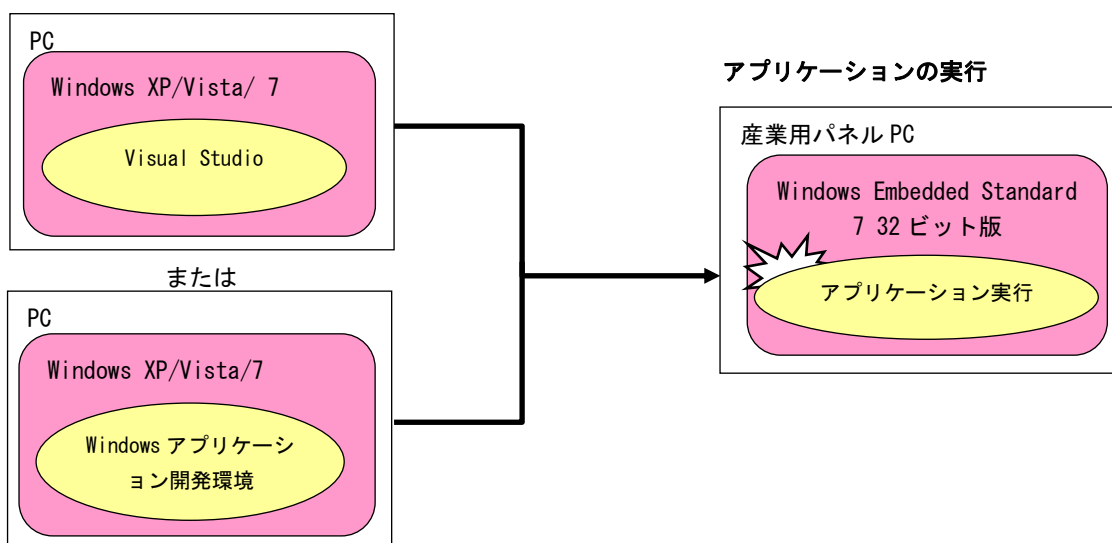 PC
Windows XP/Vista/ 7
Visual Studio
または
PC
Windows XP/Vista/7
Windows アプリケーシ
ョン開発環境
アプリケーションの実行
産業用パネル PC
Windows Embedded Standard
7 32 ビット版
アプリケーション実行